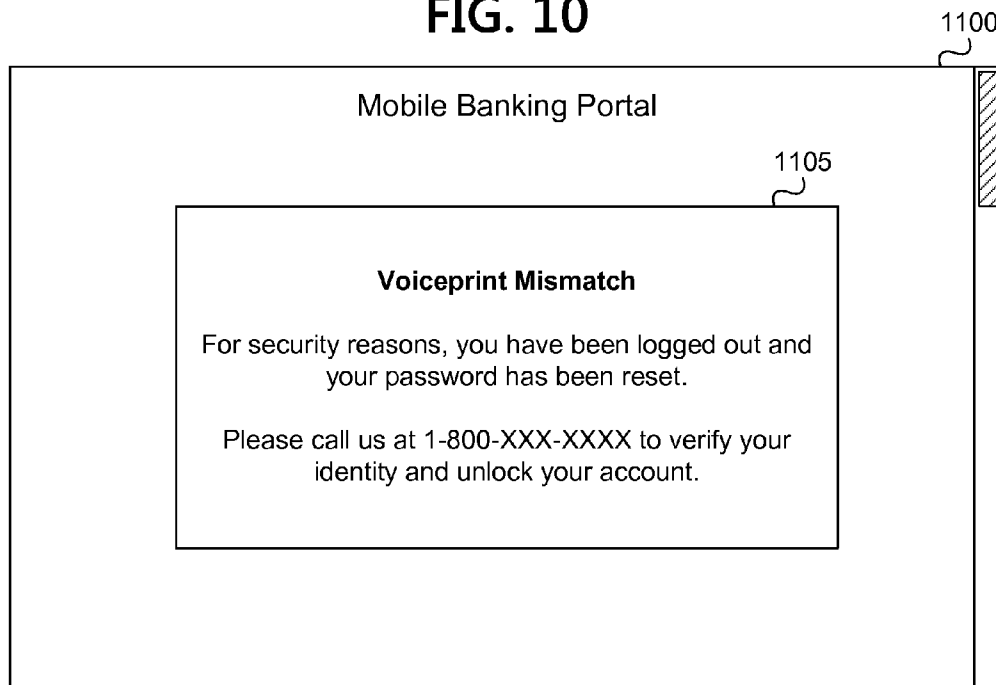 FIG. 10
1100
Mobile Banking Portal
1105
Voiceprint Mismatch
For security reasons, you have been logged out and
your password has been reset.
Please call us at 1-800-XXX-XXXX to verify your
identity and unlock your account.